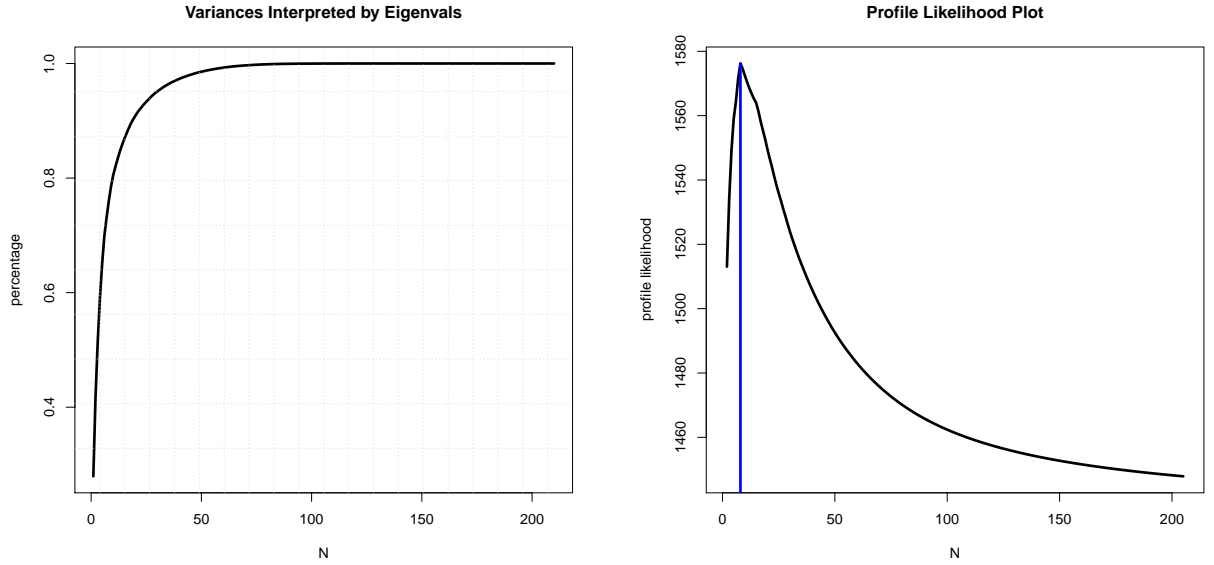 Variances Interpreted by Eigenvals
percentage
1.0
0.8
0.6
0.4
0 50 100 150 200
N
Profile Likelihood Plot
profile likelihood
1580
1560
1540
1520
1500
1480
1460
0 50 100 150 200
N